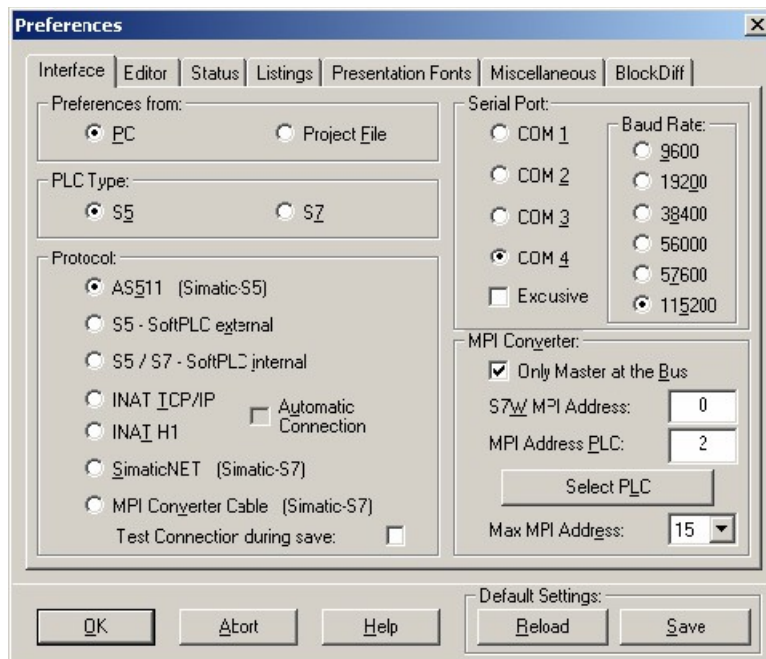 Preferences
Interface Editor Status Listings Presentation Fonts Miscellaneous BlockDiff
Preferences from:
PC Project File
PLC Type:
S5 S7
Protocol:
AS511 (Simatic-S5)
S5 - SoftPLC external
S5 / S7 - SoftPLC internal
INAT TCP/IP
INAT H1
Automatic
Connection
SimaticNET (Simatic-S7)
MPI Converter Cable (Simatic-S7)
Test Connection during save:
Serial Port:
COM 1
COM 2
COM 3
COM 4
Excusive
Baud Rate:
9600
19200
38400
56000
57600
115200
MPI Converter:
Only Master at the Bus
S7W MPI Address: 0
MPI Address PLC: 2
Select PLC
Max MPI Address: 15
OK Abort Help
Default Settings:
Reload Save